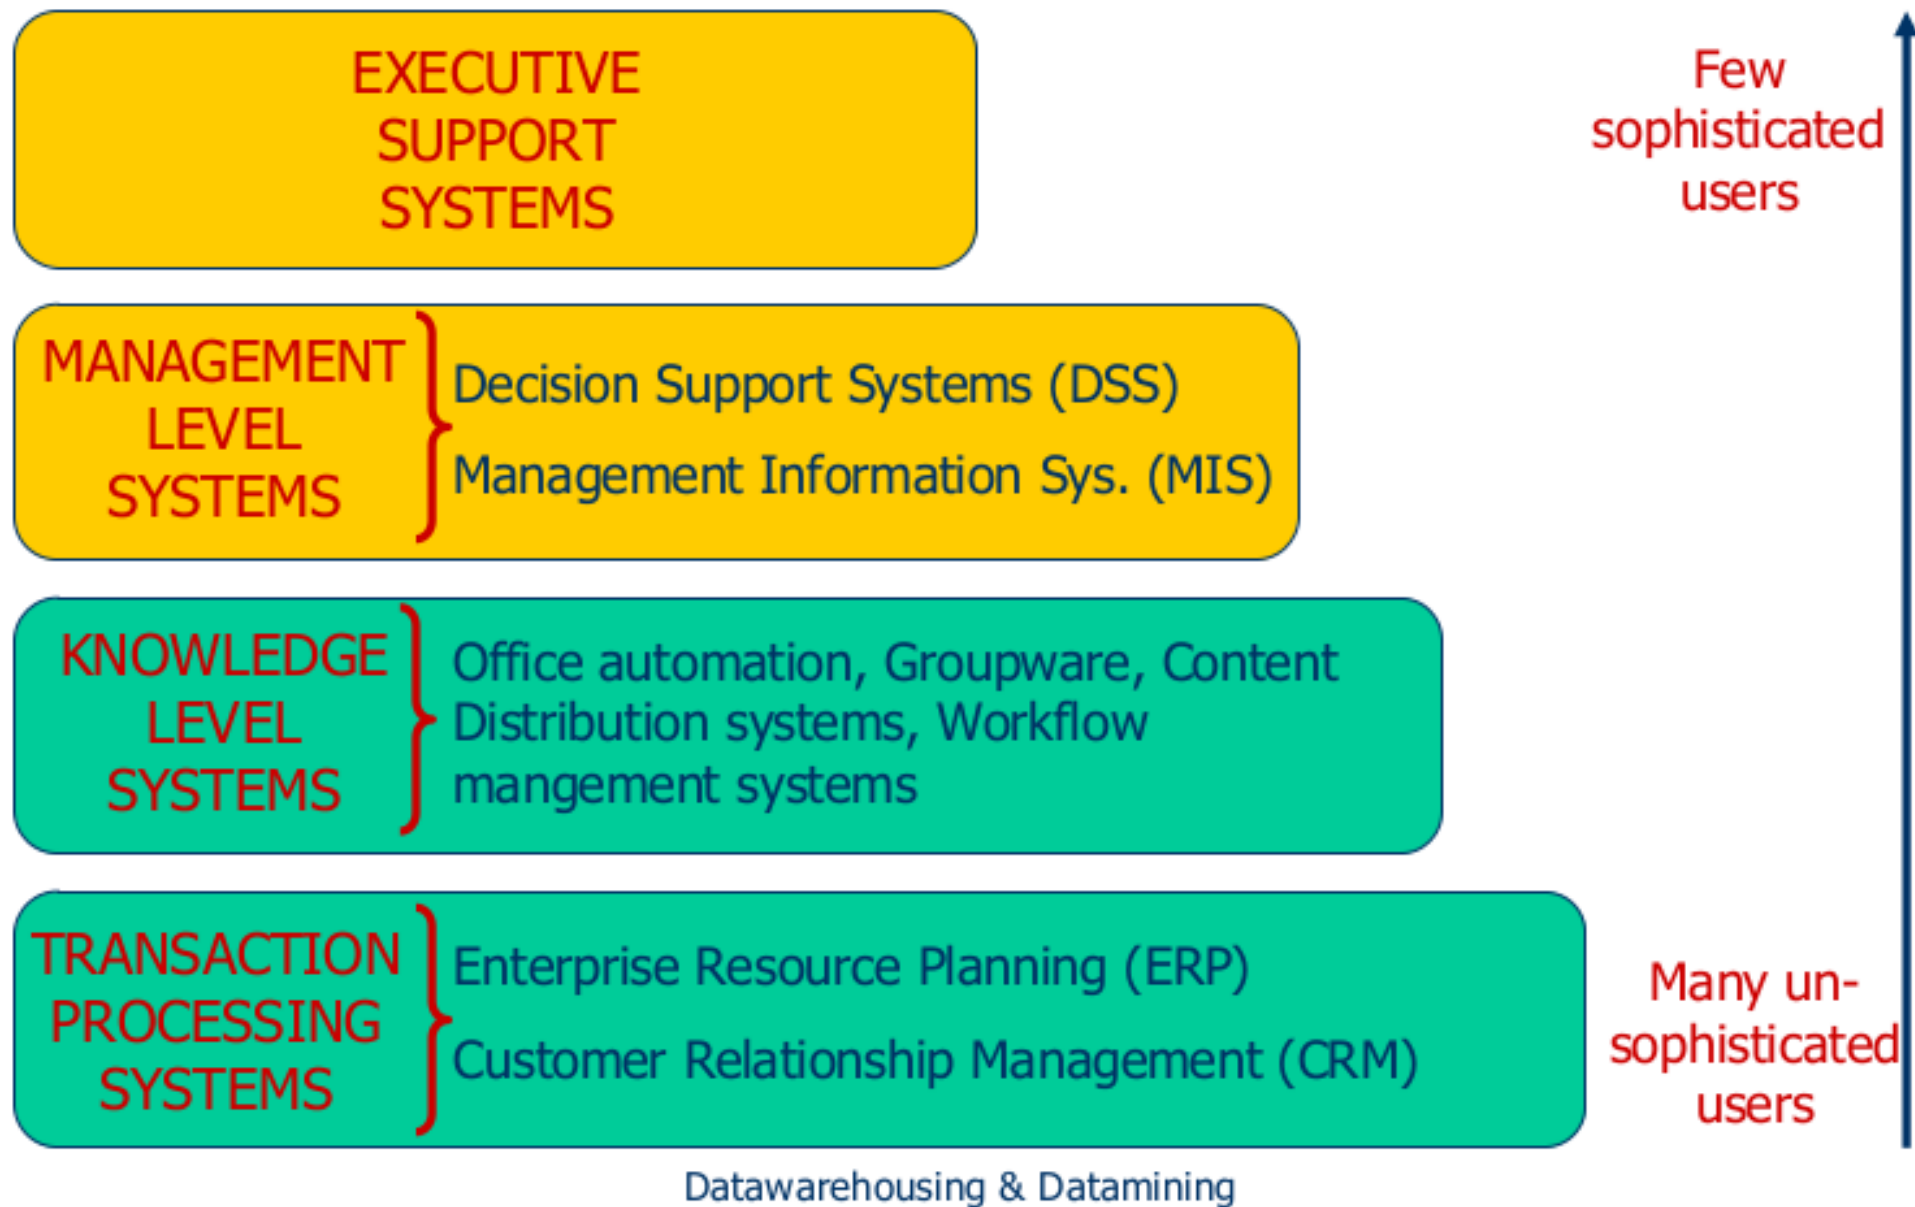 EXECUTIVE
SUPPORT
SYSTEMS
Few
sophisticated
users
MANAGEMENT
LEVEL
SYSTEMS
Decision Support Systems (DSS)
Management Information Sys. (MIS)
KNOWLEDGE
LEVEL
SYSTEMS
Office automation, Groupware, Content
Distribution systems, Workflow
mangement systems
TRANSACTION
PROCESSING
SYSTEMS
Enterprise Resource Planning (ERP)
Customer Relationship Management (CRM)
Many un-
sophisticated
users
Datawarehousing & Datamining